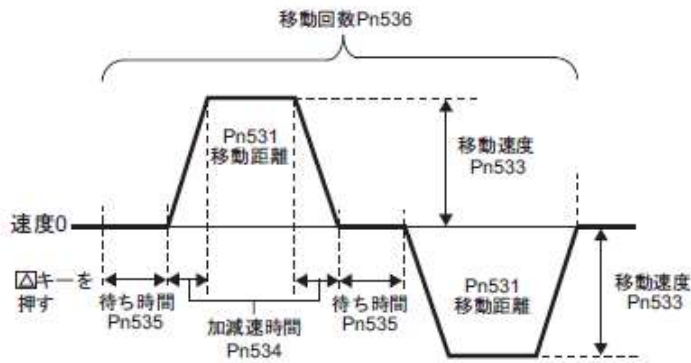 移動回数Pn536
Pn531
移動距離
移動速度
Pn533
速度0
△キーを
押す
待ち時間
Pn535
加減速時間
Pn534
待ち時間
Pn535
Pn531
移動距離
移動速度
Pn533